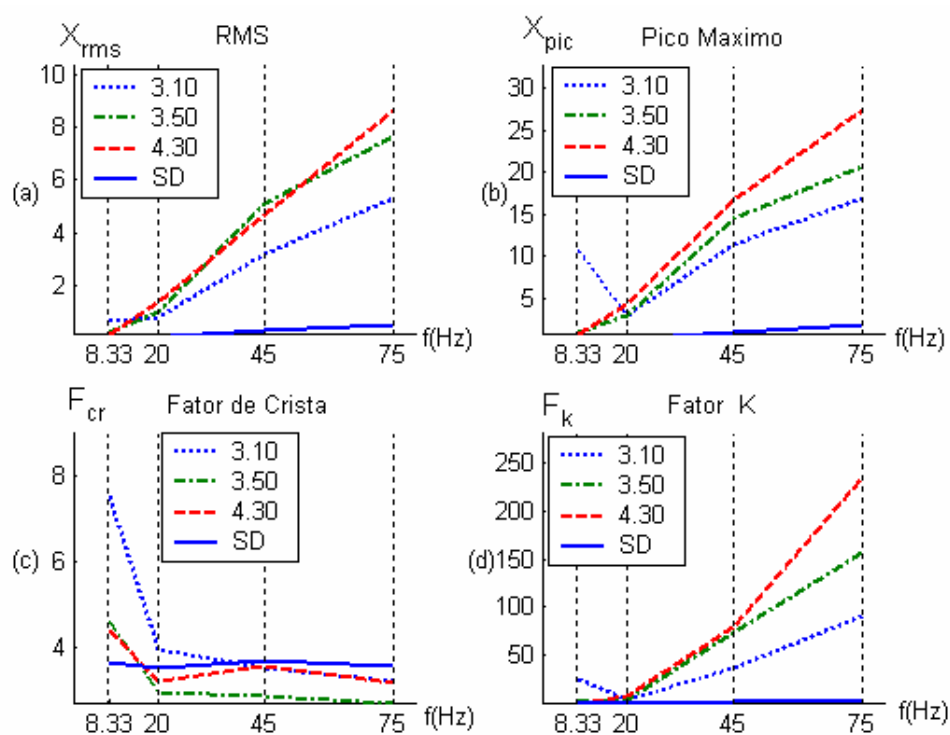 X_rms RMS
10
8
6
4
2
(a)
3.10
3.50
4.30
SD
8.33 20 45 75 f(Hz)
X_pic Pico Maximo
30
25
20
15
10
5
(b)
3.10
3.50
4.30
SD
8.33 20 45 75 f(Hz)
F_cr Fator de Crista
8
6
4
(c)
3.10
3.50
4.30
SD
8.33 20 45 75 f(Hz)
F_k Fator K
250
200
150
100
50
(d)
3.10
3.50
4.30
SD
8.33 20 45 75 f(Hz)